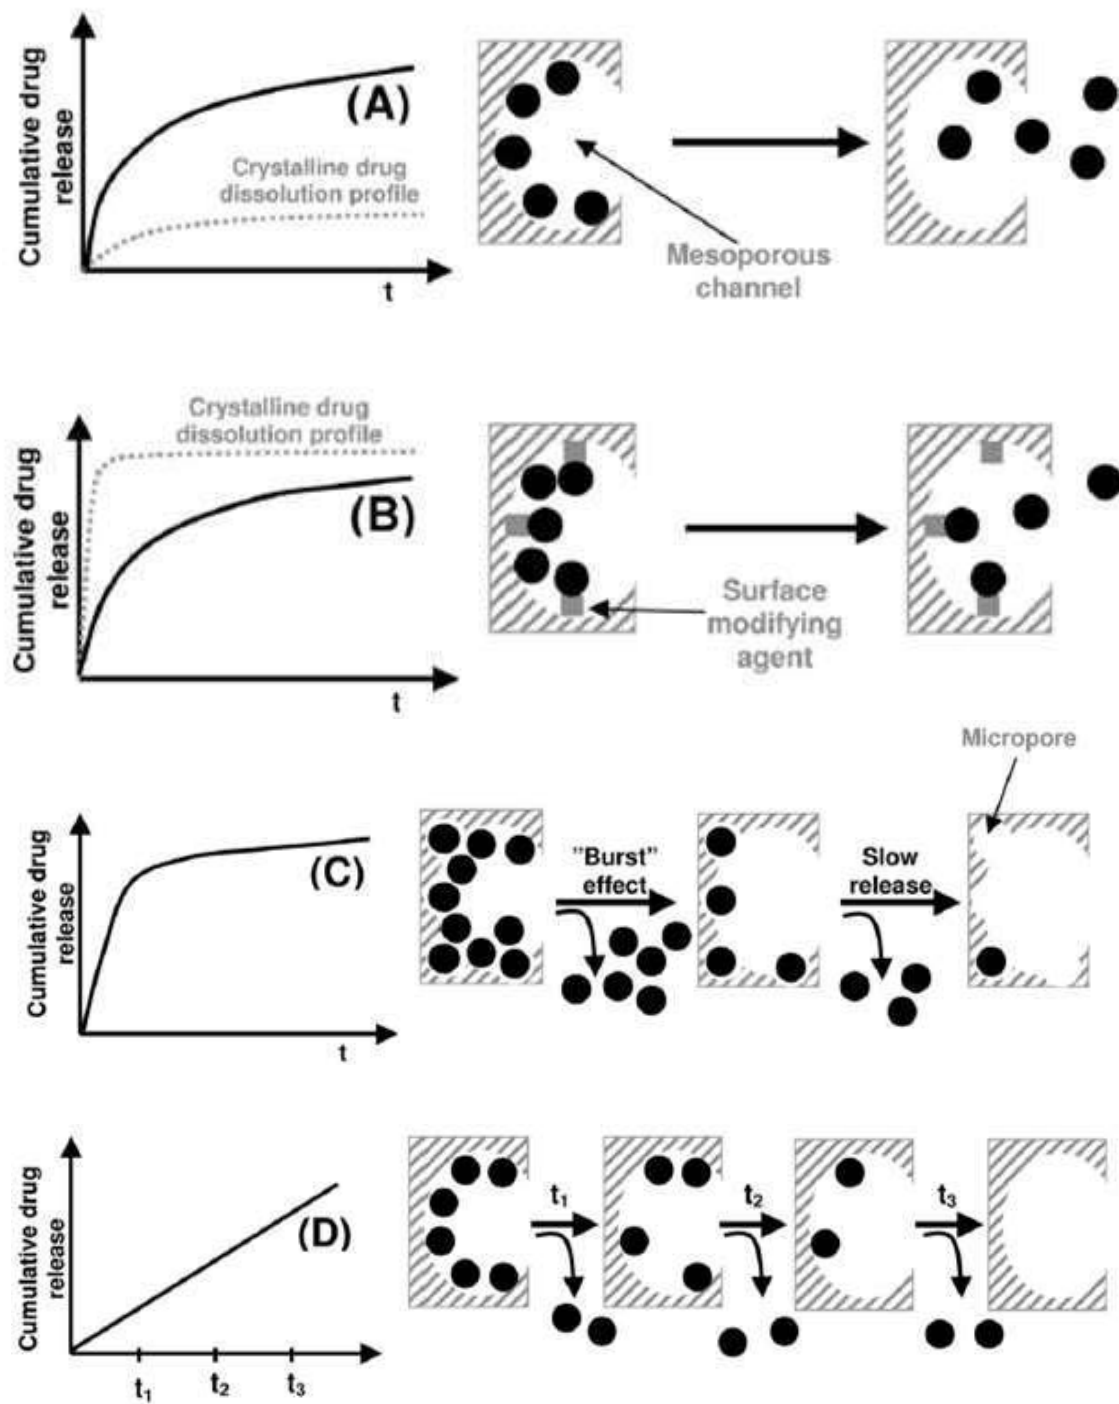 Cumulative drug
release
(A)
Crystalline drug
dissolution profile
t
Mesoporous
channel
Crystalline drug
dissolution profile
Cumulative drug
release
(B)
t
Surface
modifying
agent
Micropore
Cumulative drug
release
(C)
t
"Burst"
effect
Slow
release
Cumulative drug
release
(D)
t₁
t₂
t₃
t₁
t₂
t₃